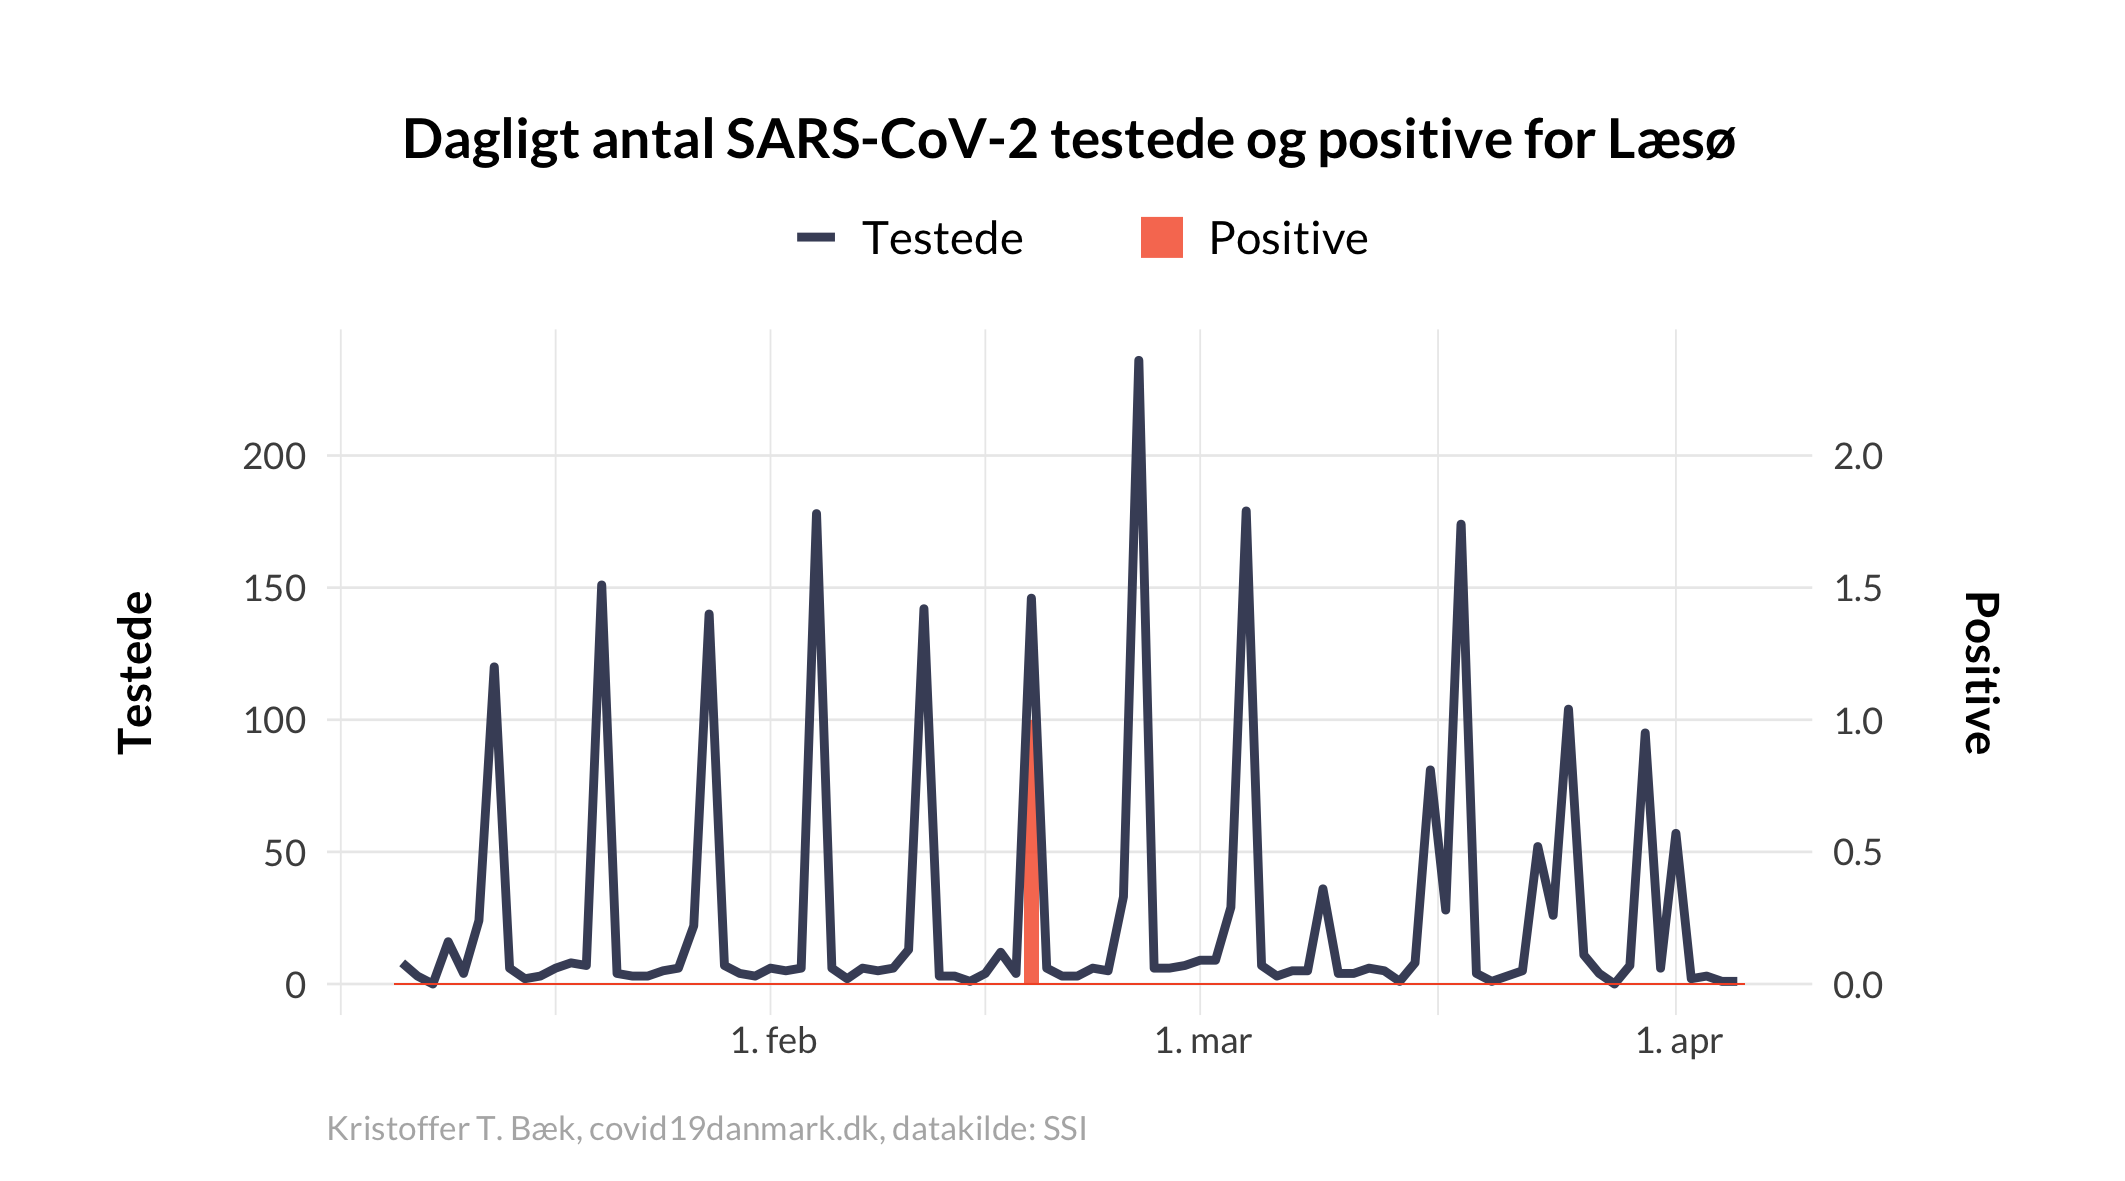 Dagligt antal SARS-CoV-2 testede og positive for Læsø
Testede Positive
200 2.0
150 1.5
100 1.0
50 0.5
0 0.0
Testede
Positive
1. feb 1. mar 1. apr
Kristoffer T. Bæk, covid19danmark.dk, datakilde: SSI